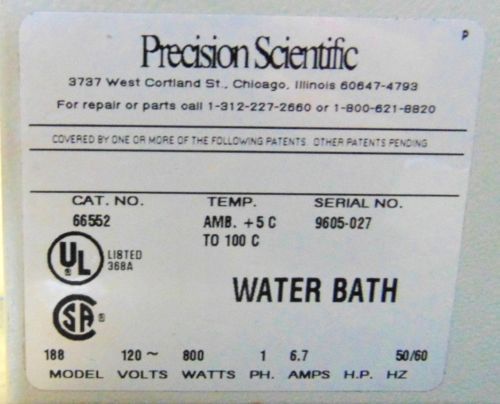 P
Precision Scientific
3737 West Cortland St., Chicago, Illinois 60647-4793
For repair or parts call 1-312-227-2660 or 1-800-621-8820
COVERED BY ONE OR MORE OF THE FOLLOWING PATENTS OTHER PATENTS PENDING
CAT. NO. TEMP. SERIAL NO.
66552 AMB. +5 C 9605-027
TO 100 C
UL LISTED
368A
WATER BATH
SA
188 120~ 800 1 6.7 50/60
MODEL VOLTS WATTS PH. AMPS H.P. HZ